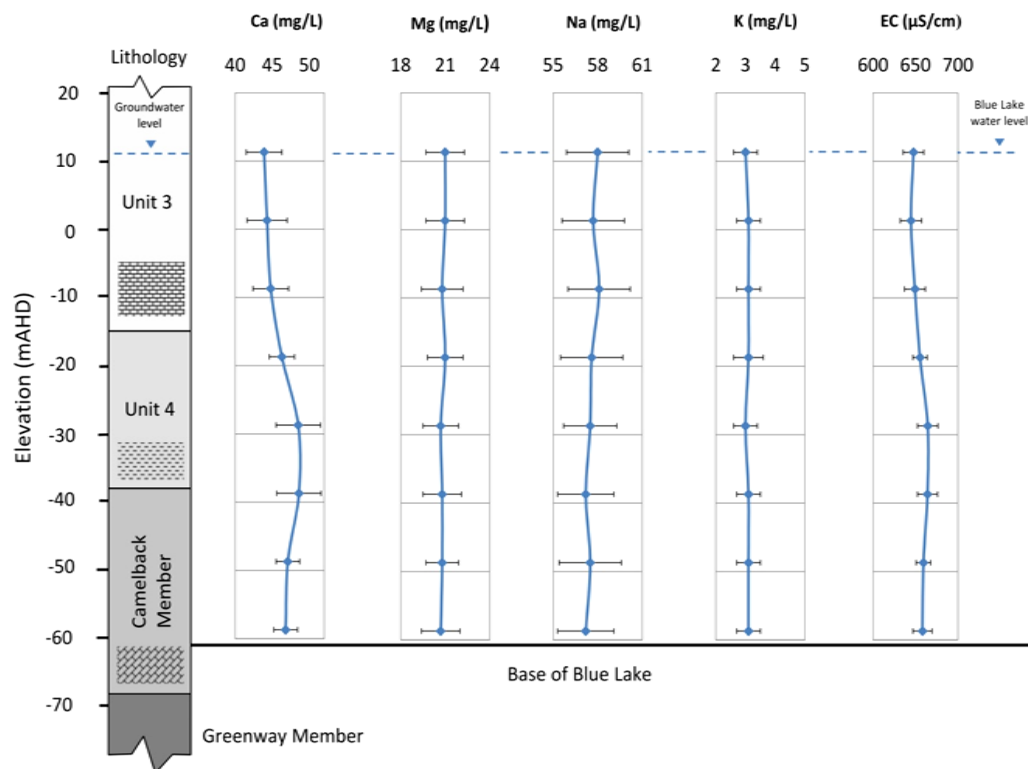 Ca (mg/L) Mg (mg/L) Na (mg/L) K (mg/L) EC (µS/cm)
Lithology
40 45 50 18 21 24 55 58 61 2 3 4 5 600 650 700
20
Groundwater
level
Blue Lake
water level
10
Unit 3
0
-10
-20
Unit 4
-30
Elevation (mAHD)
-40
Camelback
Member
-50
-60
Base of Blue Lake
-70
Greenway Member